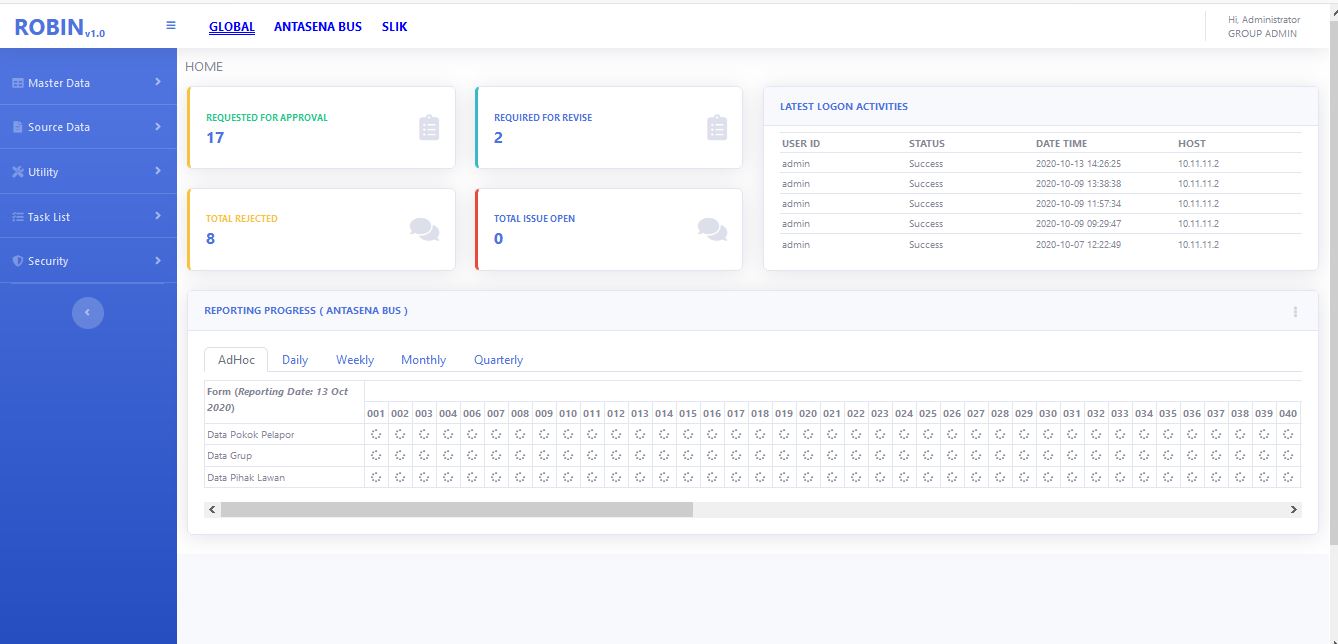 ROBIN v1.0
GLOBAL ANTASENA BUS SLIK
Hi, Administrator
GROUP ADMIN
Master Data
Source Data
Utility
Task List
Security
HOME
REQUESTED FOR APPROVAL
17
REQUIRED FOR REVISE
2
TOTAL REJECTED
8
TOTAL ISSUE OPEN
0
LATEST LOGON ACTIVITIES
USER ID STATUS DATE TIME HOST
admin Success 2020-10-13 14:26:25 10.11.11.2
admin Success 2020-10-09 13:38:38 10.11.11.2
admin Success 2020-10-09 11:57:34 10.11.11.2
admin Success 2020-10-09 09:29:47 10.11.11.2
admin Success 2020-10-07 12:22:49 10.11.11.2
REPORTING PROGRESS ( ANTASENA BUS )
AdHoc Daily Weekly Monthly Quarterly
Form (Reporting Date: 13 Oct
2020)
001 002 003 004 006 007 008 009 010 011 012 013 014 015 016 017 018 019 020 021 022 023 024 025 026 027 028 029 030 031 032 033 034 035 036 037 038 039 040
Data Pokok Pelapor
Data Grup
Data Pihak Lawan